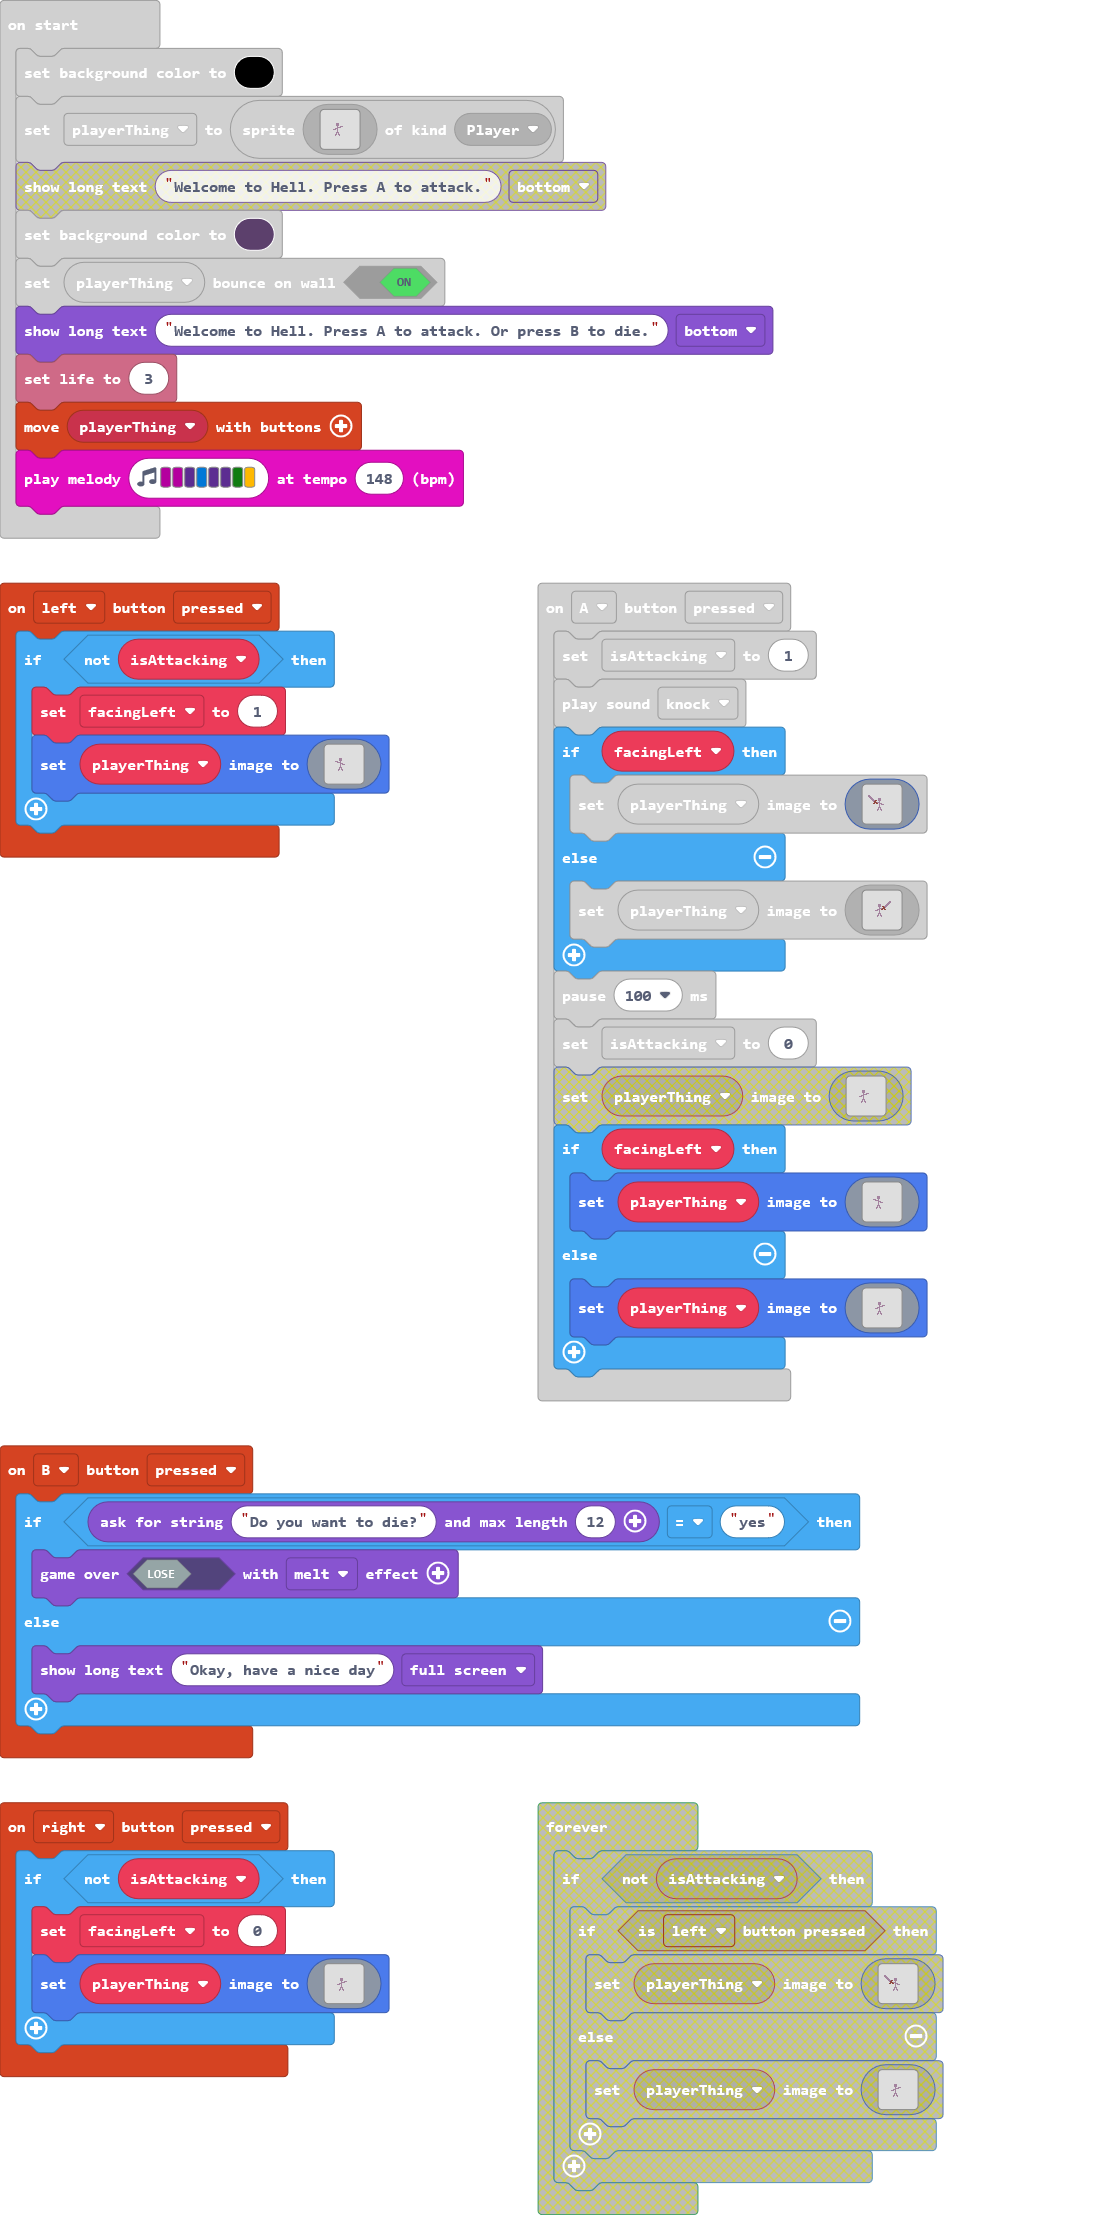 on start
set background color to
set playerThing to sprite of kind Player
show long text "Welcome to Hell. Press A to attack." bottom
set background color to
set playerThing bounce on wall ON
show long text "Welcome to Hell. Press A to attack. Or press B to die." bottom
set life to 3
move playerThing with buttons
play melody at tempo 148 (bpm)
on left button pressed
if not isAttacking then
set facingLeft to 1
set playerThing image to
on A button pressed
set isAttacking to 1
play sound knock
if facingLeft then
set playerThing image to
else
set playerThing image to
pause 100 ms
set isAttacking to 0
set playerThing image to
if facingLeft then
set playerThing image to
else
set playerThing image to
on B button pressed
if ask for string "Do you want to die?" and max length 12 = "yes" then
game over LOSE with melt effect
else
show long text "Okay, have a nice day" full screen
on right button pressed
if not isAttacking then
set facingLeft to 0
set playerThing image to
forever
if not isAttacking then
if is left button pressed then
set playerThing image to
else
set playerThing image to